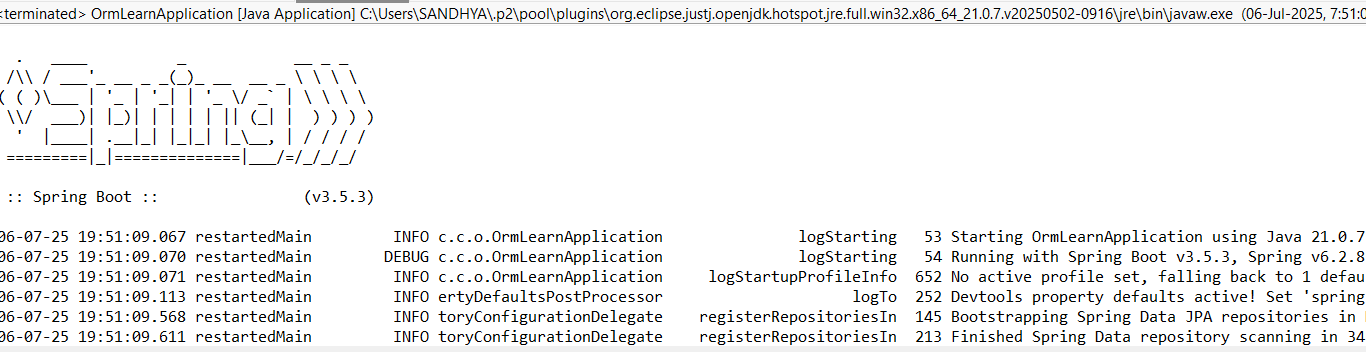 <terminated> OrmLearnApplication [Java Application] C:\Users\SANDHYA\.p2\pool\plugins\org.eclipse.justj.openjdk.hotspot.jre.full.win32.x86_64_21.0.7.v20250502-0916\jre\bin\javaw.exe (06-Jul-2025, 7:51:0
  .   ____          _            __ _ _
 /\\ / ___'_ __ _ _(_)_ __  __ _ \ \ \ \
( ( )\___ | '_ | '_| | '_ \/ _` | \ \ \ \
 \\/  ___)| |_)| | | | | || (_| |  ) ) ) )
  '  |____| .__|_| |_|_| |_\__, | / / / /
 =========|_|==============|___/=/_/_/_/
:: Spring Boot ::                (v3.5.3)
06-07-25 19:51:09.067 restartedMain INFO c.c.o.OrmLearnApplication logStarting 53 Starting OrmLearnApplication using Java 21.0.7
06-07-25 19:51:09.070 restartedMain DEBUG c.c.o.OrmLearnApplication logStarting 54 Running with Spring Boot v3.5.3, Spring v6.2.8
06-07-25 19:51:09.071 restartedMain INFO c.c.o.OrmLearnApplication logStartupProfileInfo 652 No active profile set, falling back to 1 defau
06-07-25 19:51:09.113 restartedMain INFO ertyDefaultsPostProcessor logTo 252 Devtools property defaults active! Set 'spring
06-07-25 19:51:09.568 restartedMain INFO toryConfigurationDelegate registerRepositoriesIn 145 Bootstrapping Spring Data JPA repositories in
06-07-25 19:51:09.611 restartedMain INFO toryConfigurationDelegate registerRepositoriesIn 213 Finished Spring Data repository scanning in 34